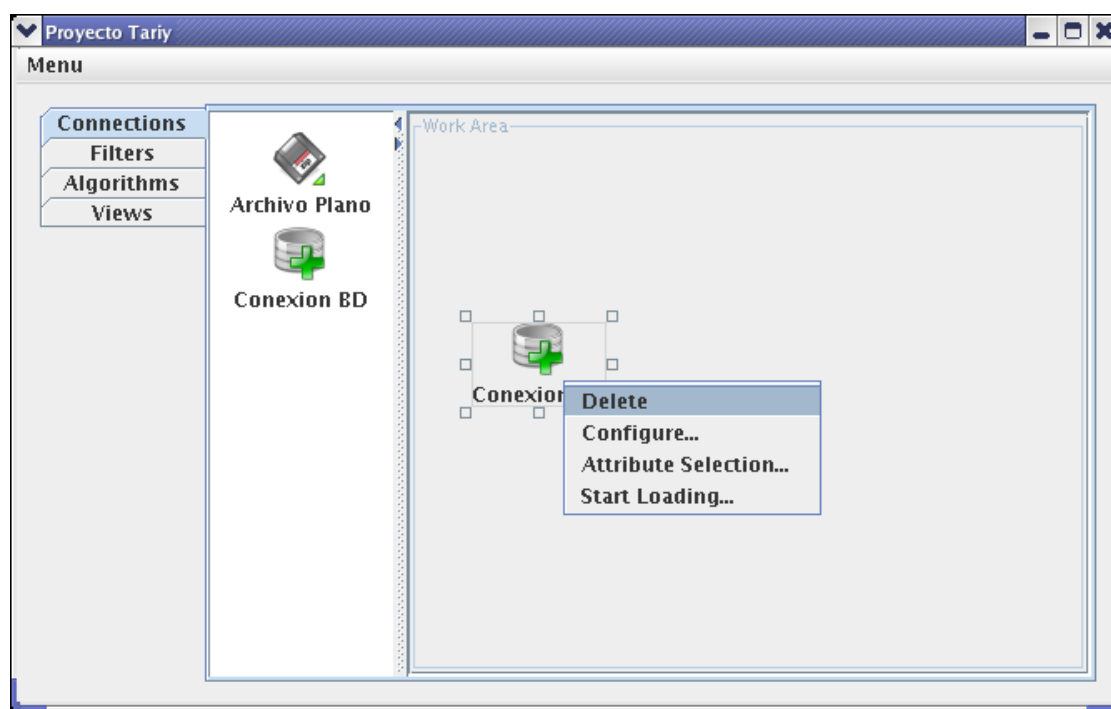 Proyecto Tariy
Menu
Connections
Filters
Algorithms
Views
Archivo Plano
Conexion BD
Work Area
Conexion
Delete
Configure...
Attribute Selection...
Start Loading...